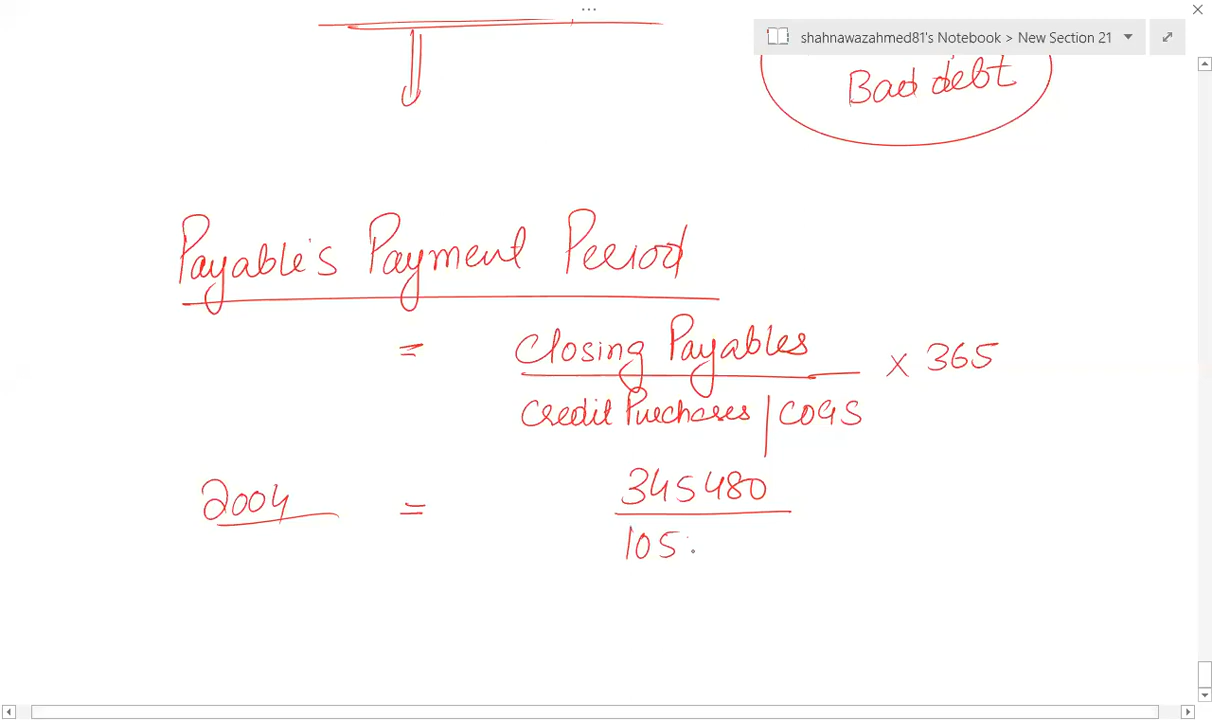 ...
shahnawazahmed81's Notebook > New Section 21
Bad debt
Payable's Payment Period
= Closing Payables × 365
Credit Purchases | COGS
2004 = 345480
105